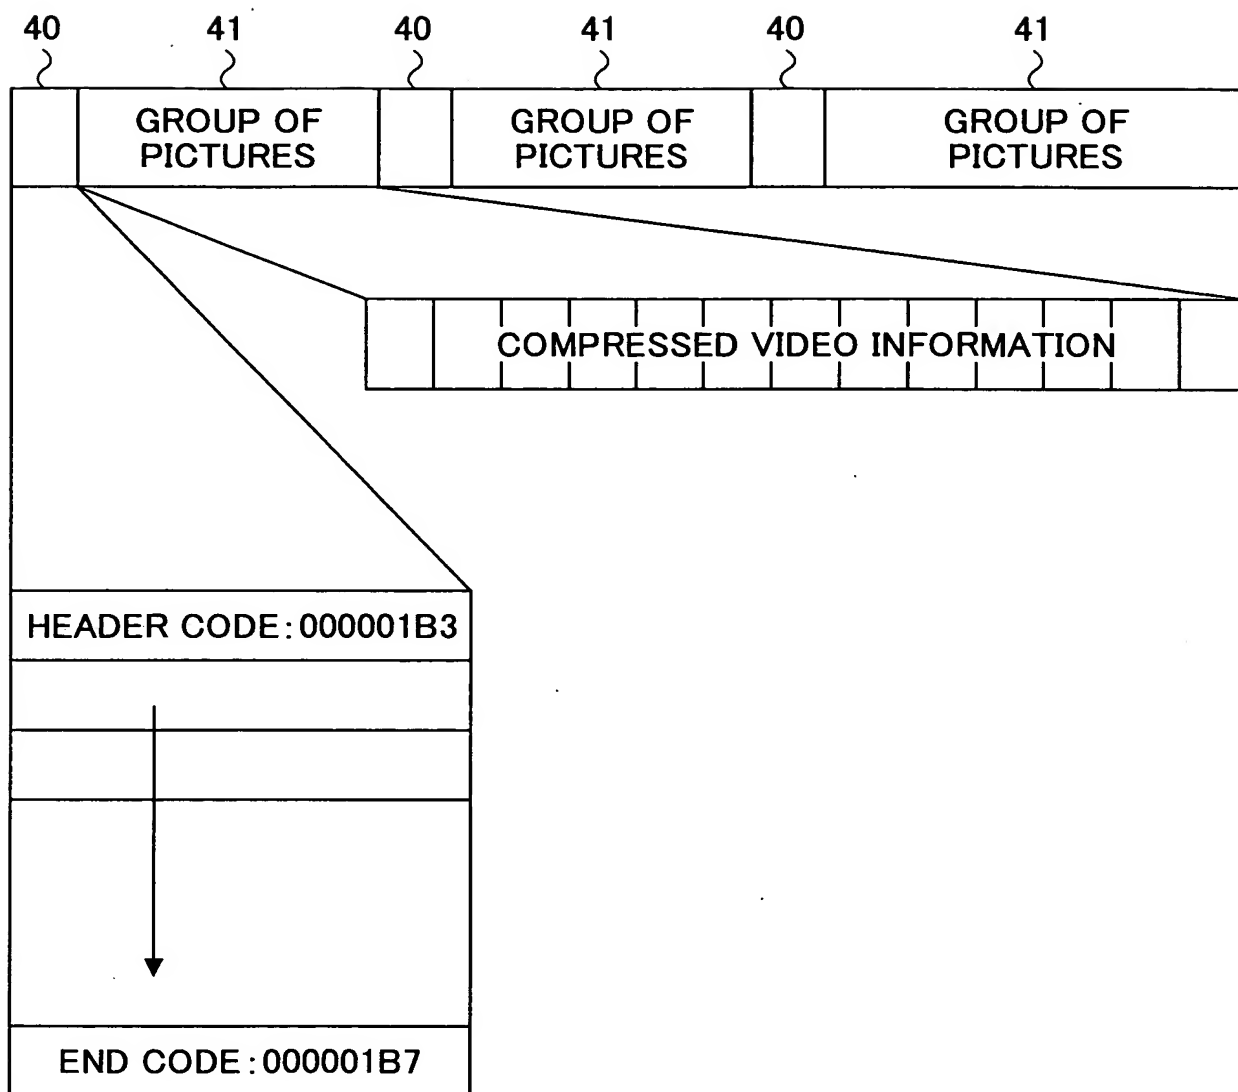 40 41 40 41 40 41
GROUP OF GROUP OF GROUP OF
PICTURES PICTURES PICTURES
COMPRESSED VIDEO INFORMATION
HEADER CODE:000001B3
END CODE:000001B7